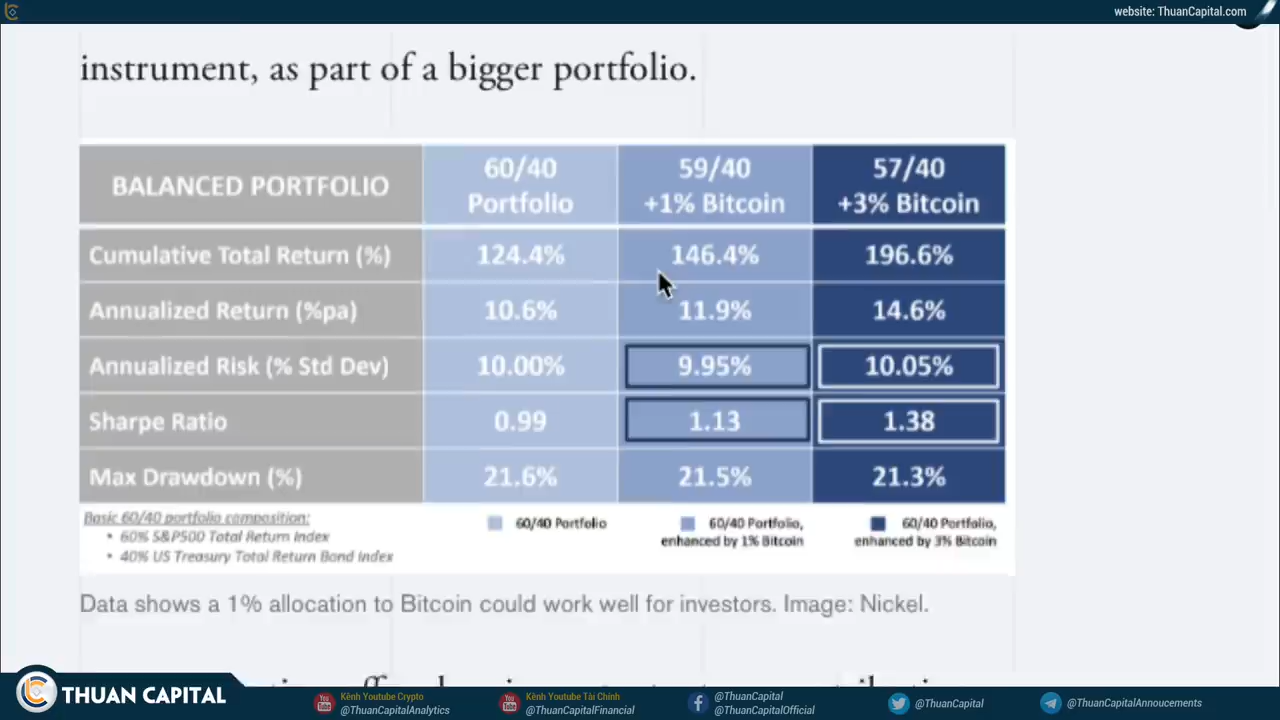 website: ThuanCapital.com
instrument, as part of a bigger portfolio.
BALANCED PORTFOLIO
60/40
Portfolio
59/40
+1% Bitcoin
57/40
+3% Bitcoin
Cumulative Total Return (%) 124.4% 146.4% 196.6%
Annualized Return (%pa) 10.6% 11.9% 14.6%
Annualized Risk (% Std Dev) 10.00% 9.95% 10.05%
Sharpe Ratio 0.99 1.13 1.38
Max Drawdown (%) 21.6% 21.5% 21.3%
Basic 60/40 portfolio composition:
• 60% S&P500 Total Return Index
• 40% US Treasury Total Return Bond Index
60/40 Portfolio
60/40 Portfolio,
enhanced by 1% Bitcoin
60/40 Portfolio,
enhanced by 3% Bitcoin
Data shows a 1% allocation to Bitcoin could work well for investors. Image: Nickel.
THUAN CAPITAL
Kênh Youtube Crypto
@ThuanCapitalAnalytics
Kênh Youtube Tài Chính
@ThuanCapitalFinancial
@ThuanCapital
@ThuanCapitalOfficial
@ThuanCapital
@ThuanCapitalAnnoucements